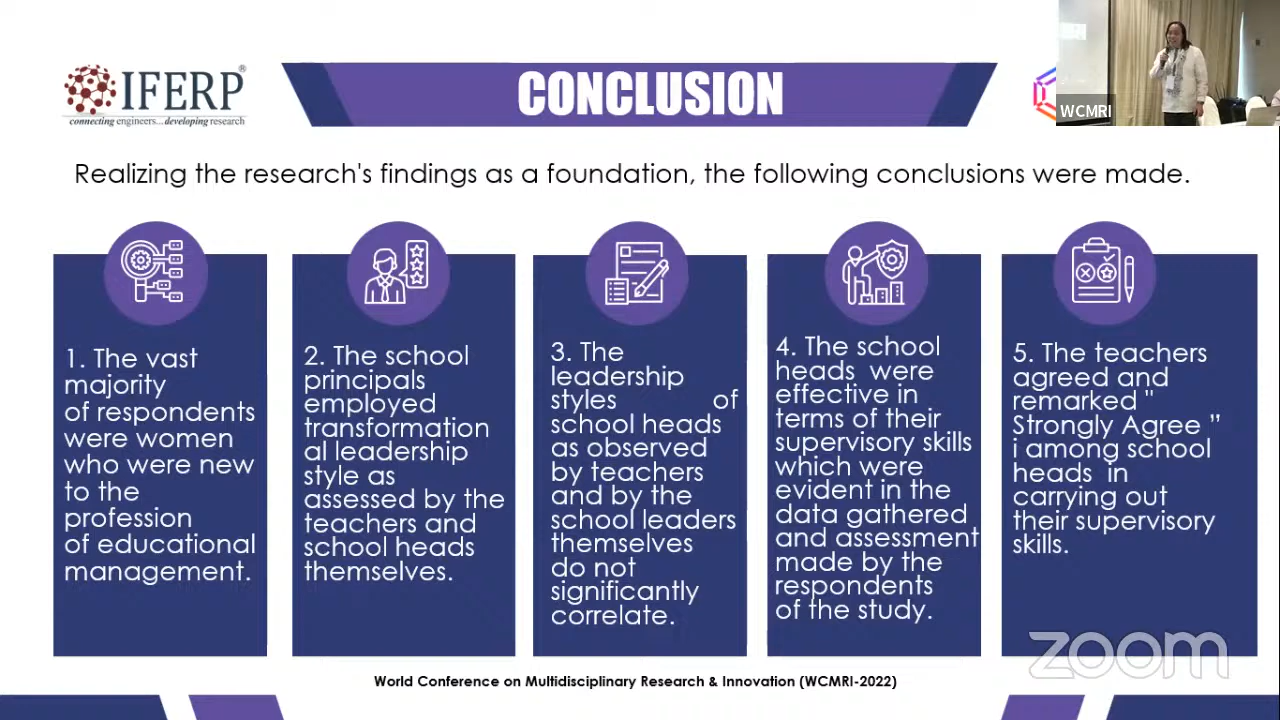 IFERP®
connecting engineers...developing research
CONCLUSION
WCMRI
Realizing the research's findings as a foundation, the following conclusions were made.
1. The vast
majority
of respondents
were women
who were new
to the
profession
of educational
management.
2. The school
principals
employed
transformation
al leadership
style as
assessed by the
teachers and
school heads
themselves.
3. The
leadership
styles of
school heads
as observed
by teachers
and by the
school leaders
themselves
do not
significantly
correlate.
4. The school
heads were
effective in
terms of their
supervisory skills
which were
evident in the
data gathered
and assessment
made by the
respondents
of the study.
5. The teachers
agreed and
remarked "
Strongly Agree ”
i among school
heads in
carrying out
their supervisory
skills.
zoom
World Conference on Multidisciplinary Research & Innovation (WCMRI-2022)